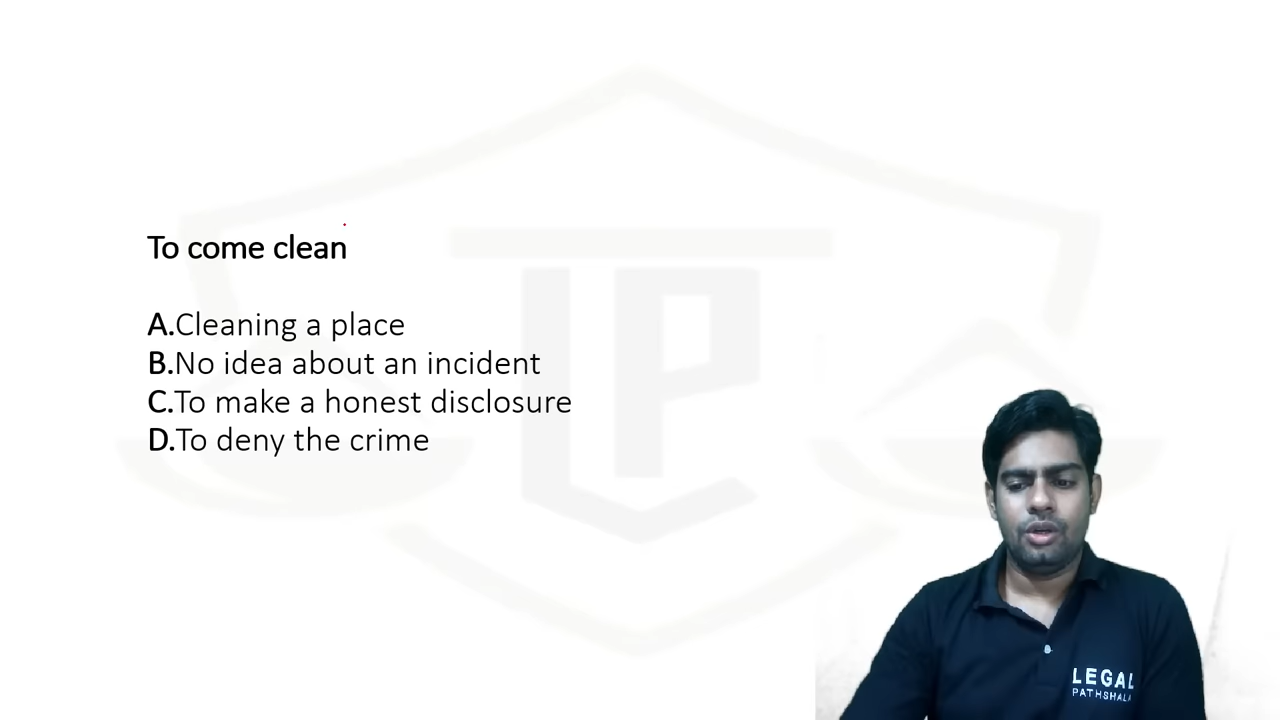 To come clean
A.Cleaning a place
B.No idea about an incident
C.To make a honest disclosure
D.To deny the crime
LP
LEGAL
PATHSHALA